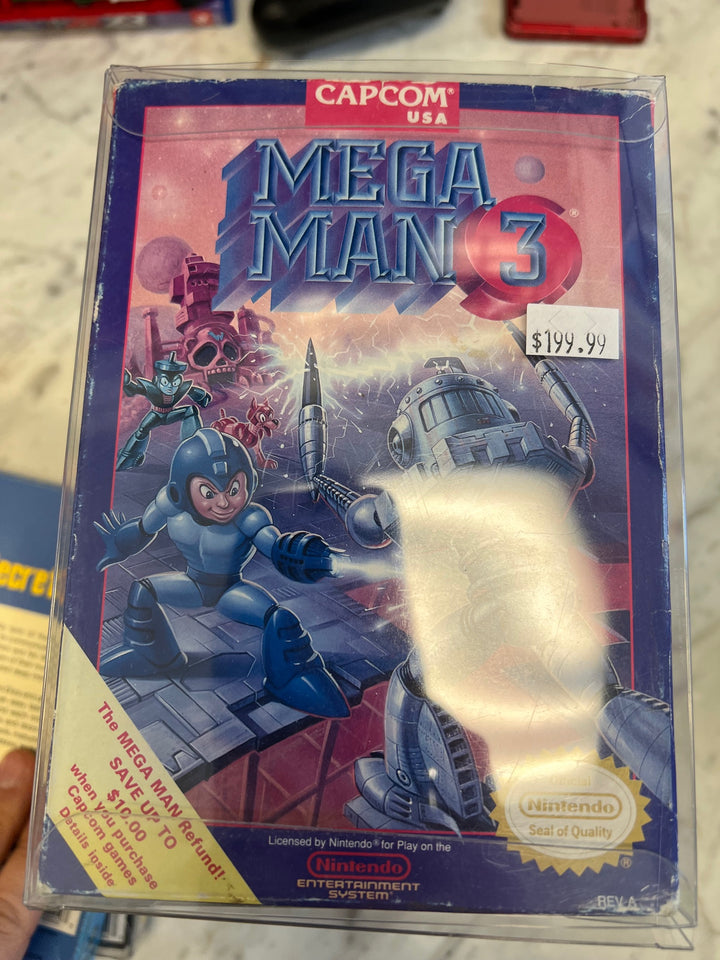 CAPCOM®
USA
MEGA
MAN 3
®
$199.99
ecre
The MEGA MAN Refund!
SAVE UP TO
$10.00
when you purchase
Capcom games
Details inside
Official
Nintendo
Seal of Quality
®
Licensed by Nintendo® for Play on the
Nintendo
ENTERTAINMENT
SYSTEM®
REV-A